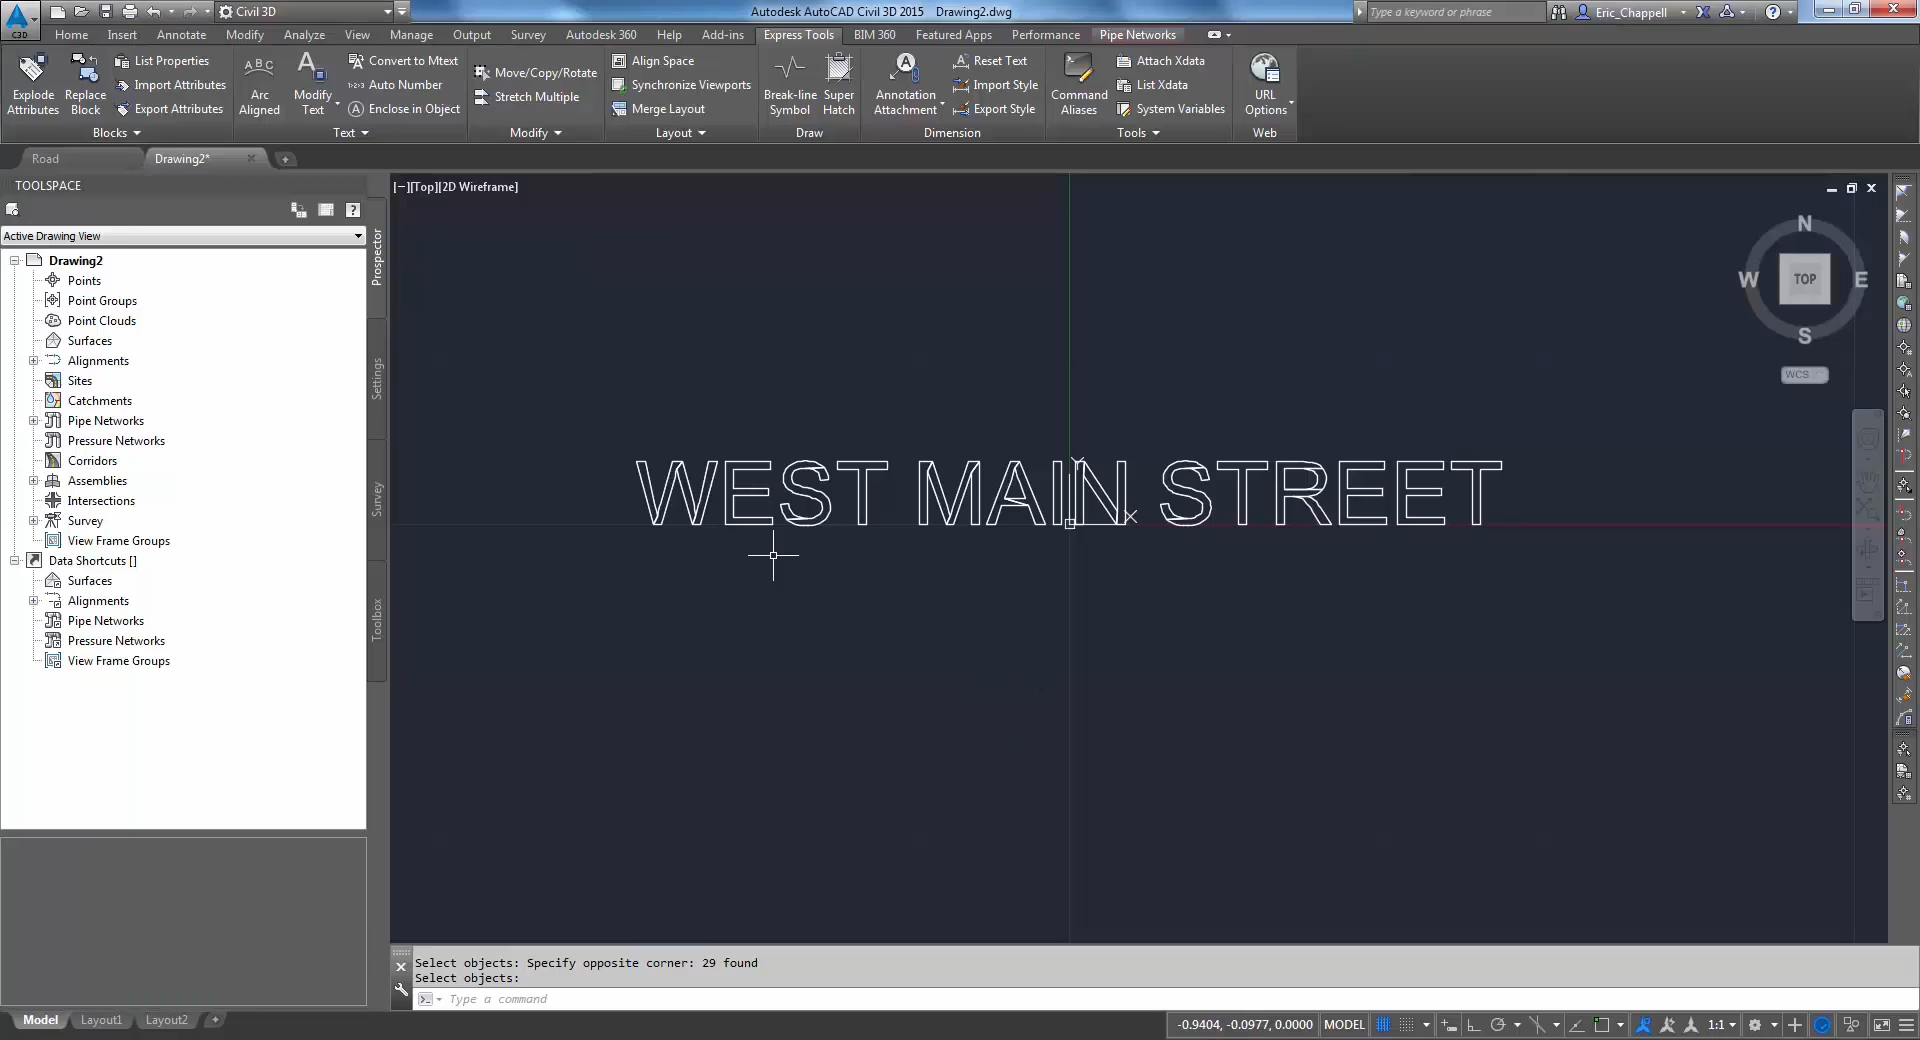 Civil 3D
Autodesk AutoCAD Civil 3D 2015 Drawing2.dwg
Type a keyword or phrase
Eric_Chappell
C3D
Home Insert Annotate Modify Analyze View Manage Output Survey Autodesk 360 Help Add-ins Express Tools BIM 360 Featured Apps Performance Pipe Networks
Explode Attributes
Replace Block
List Properties
Import Attributes
Export Attributes
Blocks
ABC
Arc Aligned
Modify Text
Convert to Mtext
Auto Number
Enclose in Object
Text
Move/Copy/Rotate
Stretch Multiple
Modify
Align Space
Synchronize Viewports
Merge Layout
Layout
Break-line Symbol
Super Hatch
Draw
Annotation Attachment
Reset Text
Import Style
Export Style
Dimension
Command Aliases
Attach Xdata
List Xdata
System Variables
Tools
URL Options
Web
Road
Drawing2*
TOOLSPACE
Active Drawing View
Drawing2
Points
Point Groups
Point Clouds
Surfaces
Alignments
Sites
Catchments
Pipe Networks
Pressure Networks
Corridors
Assemblies
Intersections
Survey
View Frame Groups
Data Shortcuts []
Surfaces
Alignments
Pipe Networks
Pressure Networks
View Frame Groups
Prospector
Settings
Survey
Toolbox
[−][Top][2D Wireframe]
N
W TOP E
S
WCS
WEST MAIN STREET
Y
X
Select objects: Specify opposite corner: 29 found
Select objects:
Type a command
Model Layout1 Layout2
-0.9404, -0.0977, 0.0000 MODEL 1:1